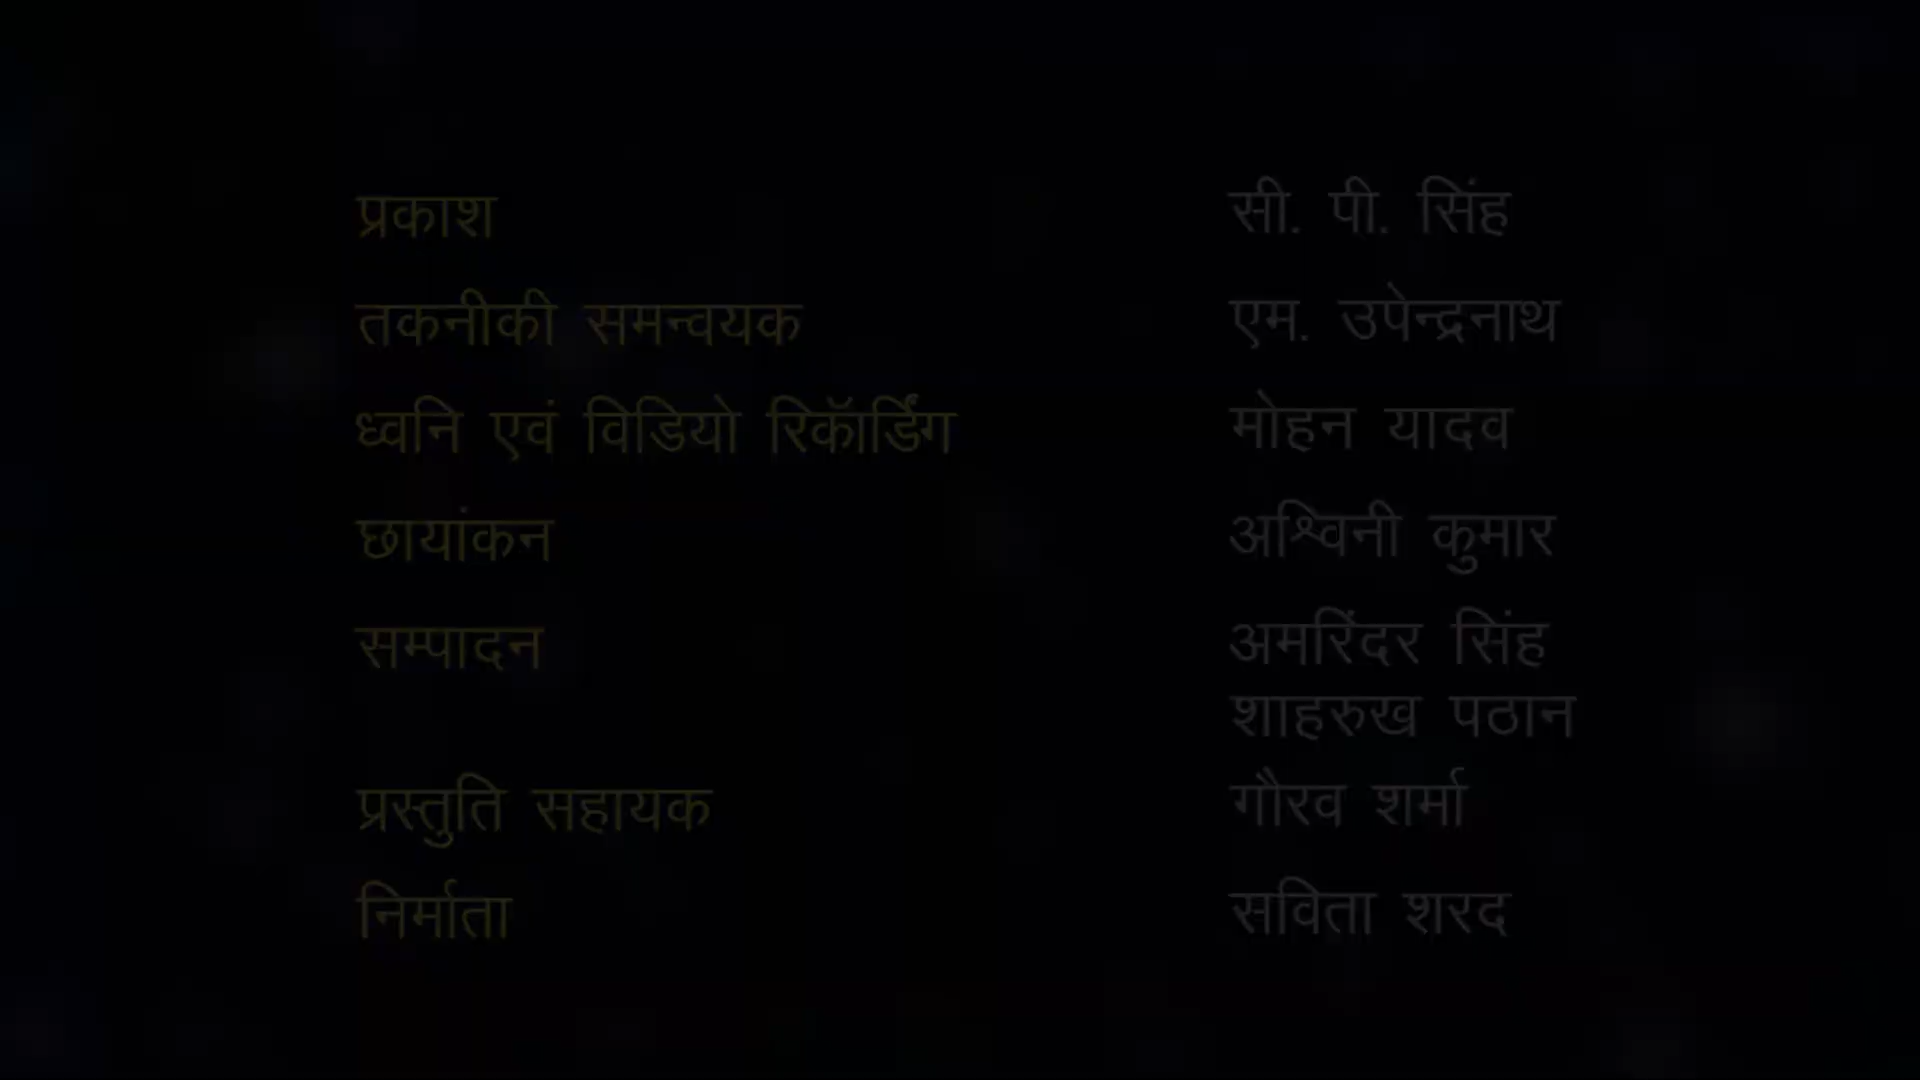 प्रकाश सी. पी. सिंह
तकनीकी समन्वयक एम. उपेन्द्रनाथ
ध्वनि एवं विडियो रिकॉर्डिंग मोहन यादव
छायांकन अश्विनी कुमार
सम्पादन अमरिंदर सिंह
शाहरुख पठान
प्रस्तुति सहायक गौरव शर्मा
निर्माता सविता शरद